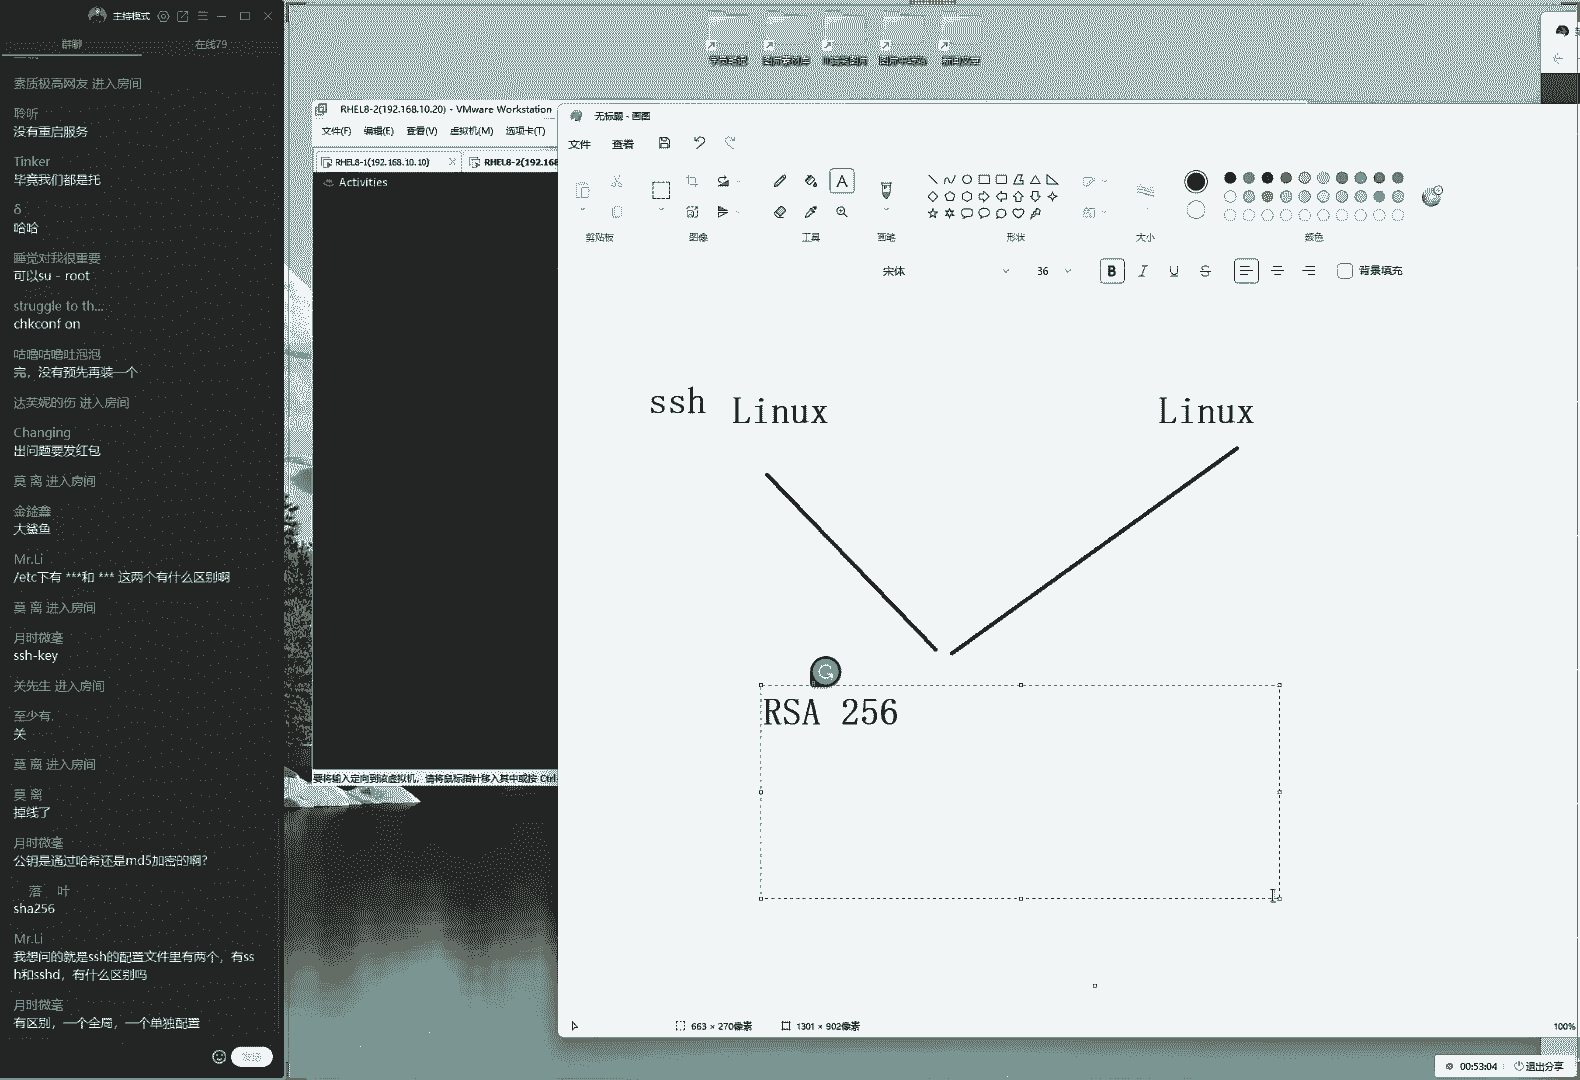 主持模式
群聊
在线79
素质极高网友 进入房间
聆听
没有重启服务
Tinker
毕竟我们都是托
δ
哈哈
睡觉对我很重要
可以su - root
struggle to th...
chkconf on
咕噜咕噜吐泡泡
完，没有预先再装一个
达芙妮的伤 进入房间
Changing
出问题要发红包
莫 离 进入房间
大鲨鱼
Mr.Li
/etc下有 ***和 *** 这两个有什么区别啊
莫 离 进入房间
月时微毫
ssh-key
关先生 进入房间
至少有
关
莫 离 进入房间
莫 离
掉线了
月时微毫
公钥是通过哈希还是md5加密的啊?
落 叶
sha256
Mr.Li
我想问的就是ssh的配置文件里有两个，有ss
h和sshd，有什么区别吗
月时微毫
有区别，一个全局，一个单独配置
发送
RHEL8-2(192.168.10.20) - VMware Workstation
文件(F) 编辑(E) 查看(V) 虚拟机(M) 选项卡(T)
RHEL8-1(192.168.10.10)
RHEL8-2(192.168
Activities
要将输入定向到该虚拟机，请将鼠标指针移入其中或按 Ctrl
无标题 - 画图
文件 查看
剪贴板 图像 工具 画笔 形状 大小 颜色
宋体 36 B I U S 背景填充
ssh Linux
Linux
RSA 256
663 × 270像素
1301 × 902像素
100%
00:53:04
退出分享